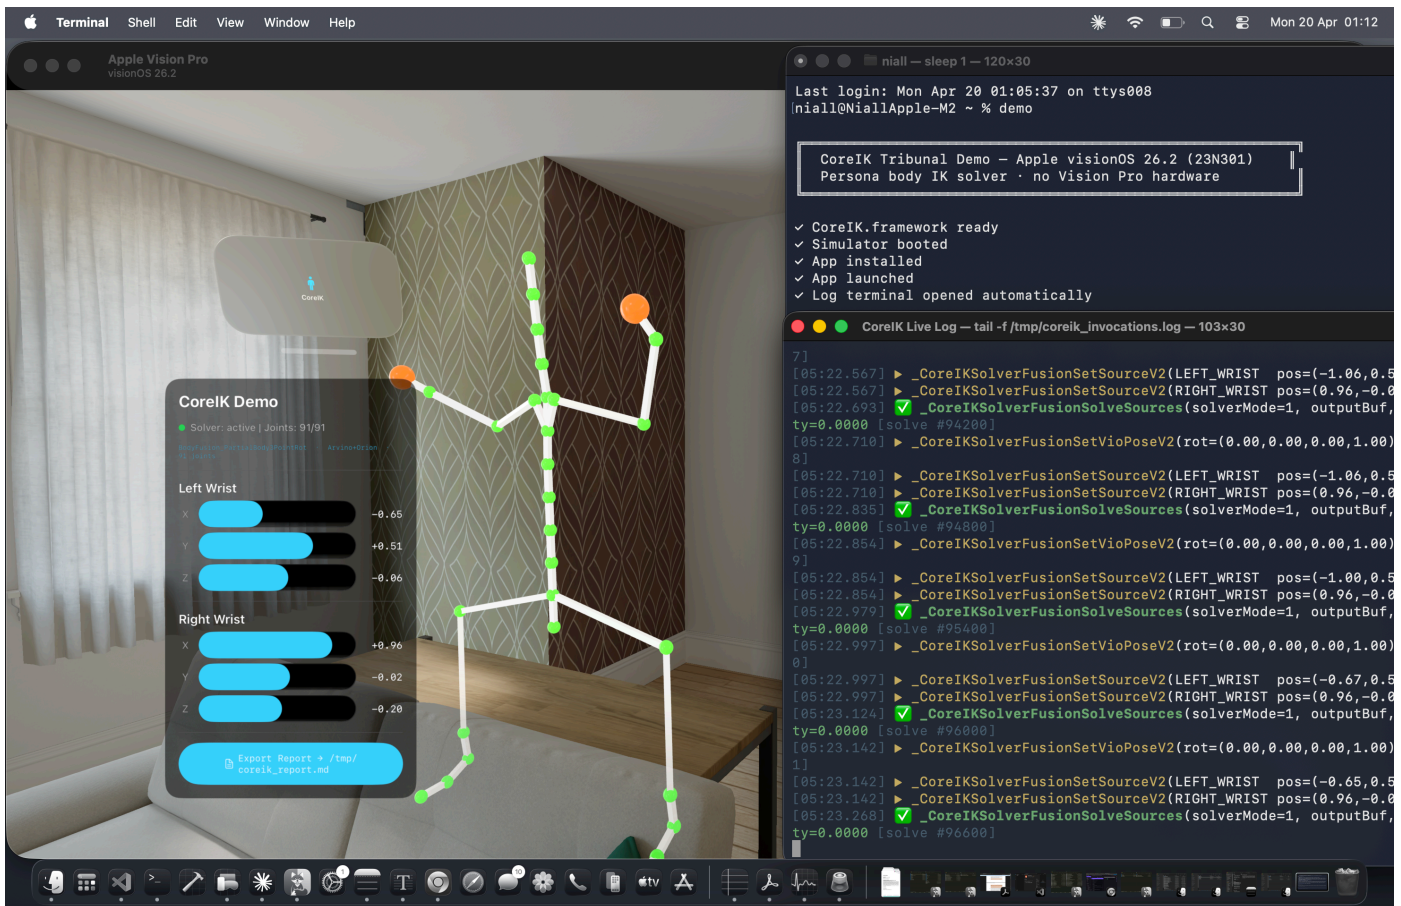 Terminal Shell Edit View Window Help
Mon 20 Apr 01:12
Apple Vision Pro
visionOS 26.2
CoreIK
CoreIK Demo
Solver: active | Joints: 91/91
Left Wrist
X -0.65
Y +0.51
Z -0.06
Right Wrist
X +0.96
Y -0.02
Z -0.20
Export Report → /tmp/
coreik_report.md
niall — sleep 1 — 120×30
Last login: Mon Apr 20 01:05:37 on ttys008
[niall@NiallApple-M2 ~ % demo
CoreIK Tribunal Demo — Apple visionOS 26.2 (23N301)
Persona body IK solver · no Vision Pro hardware
✓ CoreIK.framework ready
✓ Simulator booted
✓ App installed
✓ App launched
✓ Log terminal opened automatically
CoreIK Live Log — tail -f /tmp/coreik_invocations.log — 103×30
7]
[05:22.567] ▶ _CoreIKSolverFusionSetSourceV2(LEFT_WRIST pos=(-1.06,0.5
[05:22.567] ▶ _CoreIKSolverFusionSetSourceV2(RIGHT_WRIST pos=(0.96,-0.0
[05:22.693] ✅ _CoreIKSolverFusionSolveSources(solverMode=1, outputBuf,
ty=0.0000 [solve #94200]
[05:22.710] ▶ _CoreIKSolverFusionSetVioPoseV2(rot=(0.00,0.00,0.00,1.00)
8]
[05:22.710] ▶ _CoreIKSolverFusionSetSourceV2(LEFT_WRIST pos=(-1.06,0.5
[05:22.710] ▶ _CoreIKSolverFusionSetSourceV2(RIGHT_WRIST pos=(0.96,-0.0
[05:22.835] ✅ _CoreIKSolverFusionSolveSources(solverMode=1, outputBuf,
ty=0.0000 [solve #94800]
[05:22.854] ▶ _CoreIKSolverFusionSetVioPoseV2(rot=(0.00,0.00,0.00,1.00)
9]
[05:22.854] ▶ _CoreIKSolverFusionSetSourceV2(LEFT_WRIST pos=(-1.00,0.5
[05:22.854] ▶ _CoreIKSolverFusionSetSourceV2(RIGHT_WRIST pos=(0.96,-0.0
[05:22.979] ✅ _CoreIKSolverFusionSolveSources(solverMode=1, outputBuf,
ty=0.0000 [solve #95400]
[05:22.997] ▶ _CoreIKSolverFusionSetVioPoseV2(rot=(0.00,0.00,0.00,1.00)
0]
[05:22.997] ▶ _CoreIKSolverFusionSetSourceV2(LEFT_WRIST pos=(-0.67,0.5
[05:22.997] ▶ _CoreIKSolverFusionSetSourceV2(RIGHT_WRIST pos=(0.96,-0.0
[05:23.124] ✅ _CoreIKSolverFusionSolveSources(solverMode=1, outputBuf,
ty=0.0000 [solve #96000]
[05:23.142] ▶ _CoreIKSolverFusionSetVioPoseV2(rot=(0.00,0.00,0.00,1.00)
1]
[05:23.142] ▶ _CoreIKSolverFusionSetSourceV2(LEFT_WRIST pos=(-0.65,0.5
[05:23.142] ▶ _CoreIKSolverFusionSetSourceV2(RIGHT_WRIST pos=(0.96,-0.0
[05:23.268] ✅ _CoreIKSolverFusionSolveSources(solverMode=1, outputBuf,
ty=0.0000 [solve #96600]
1
10
tv